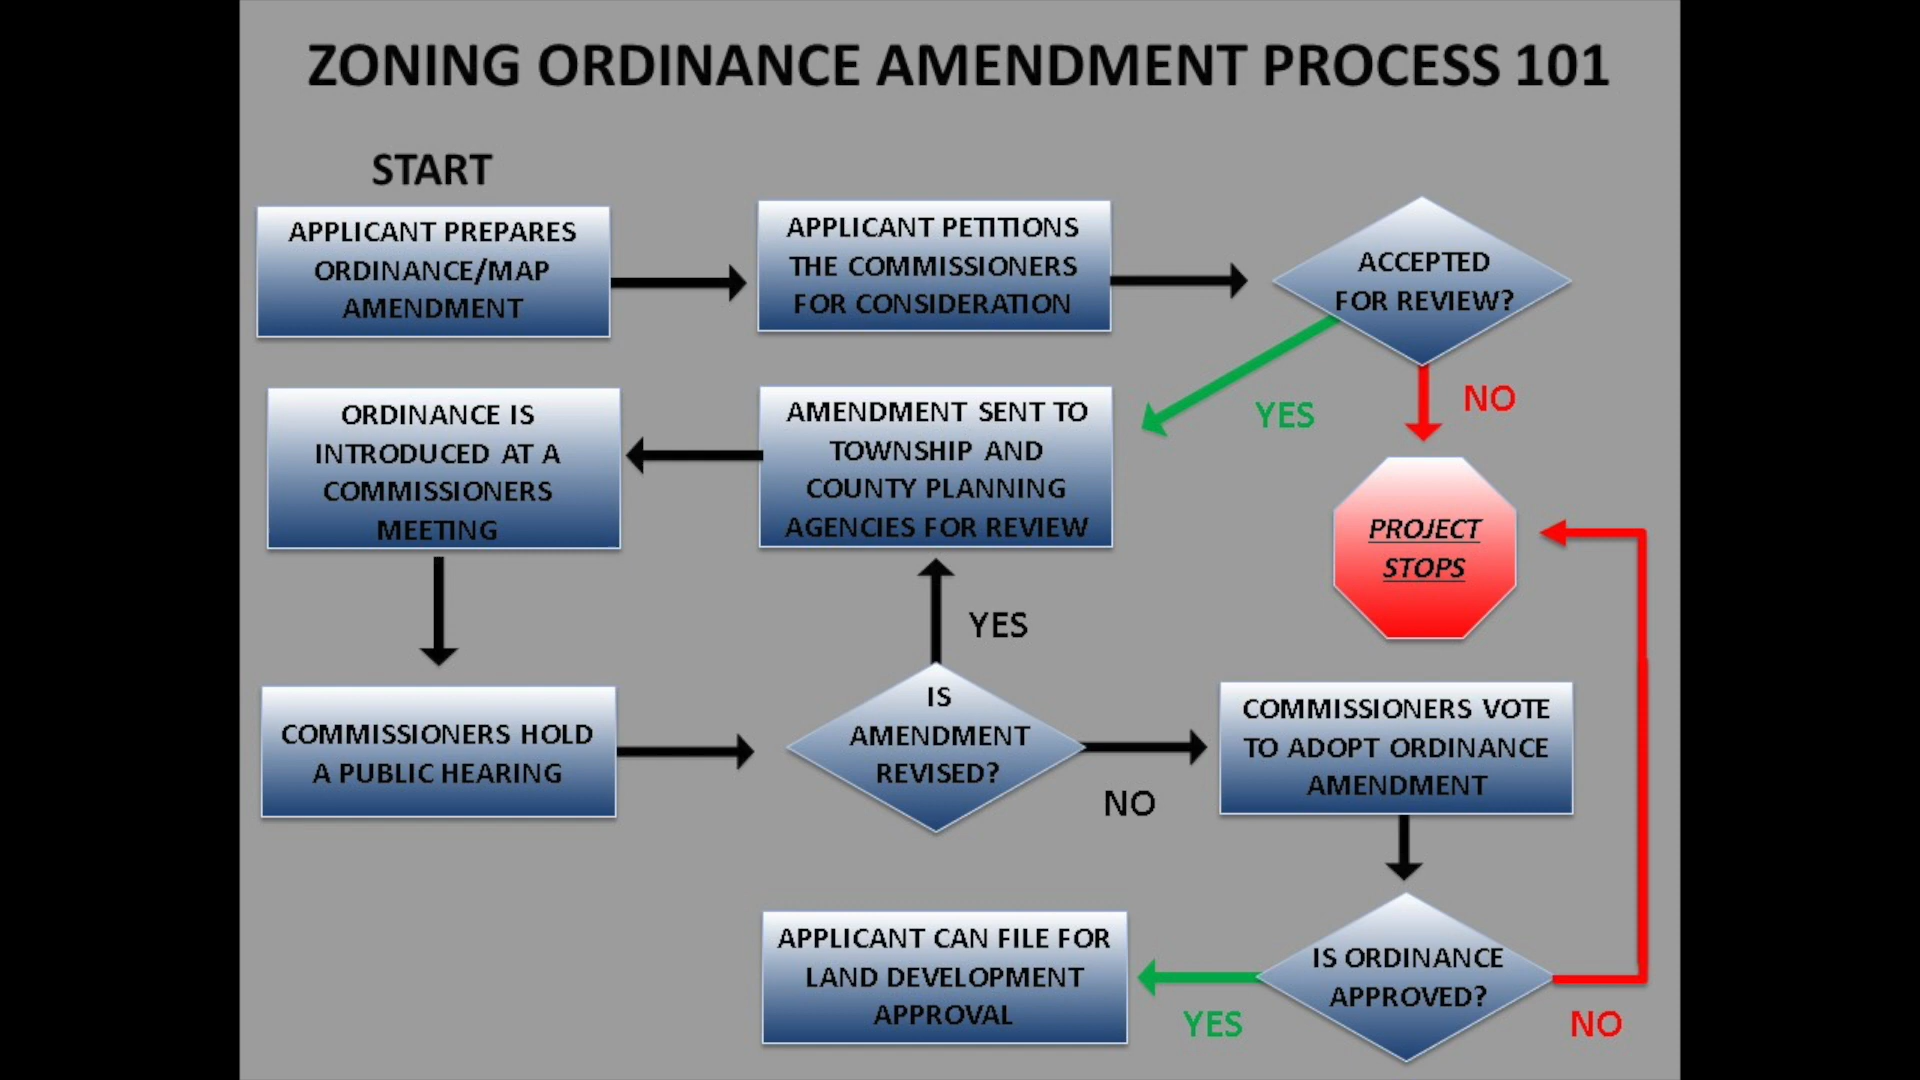 ZONING ORDINANCE AMENDMENT PROCESS 101
START
APPLICANT PREPARES
ORDINANCE/MAP
AMENDMENT
APPLICANT PETITIONS
THE COMMISSIONERS
FOR CONSIDERATION
ACCEPTED
FOR REVIEW?
YES
NO
ORDINANCE IS
INTRODUCED AT A
COMMISSIONERS
MEETING
AMENDMENT SENT TO
TOWNSHIP AND
COUNTY PLANNING
AGENCIES FOR REVIEW
PROJECT
STOPS
YES
COMMISSIONERS HOLD
A PUBLIC HEARING
IS
AMENDMENT
REVISED?
NO
COMMISSIONERS VOTE
TO ADOPT ORDINANCE
AMENDMENT
APPLICANT CAN FILE FOR
LAND DEVELOPMENT
APPROVAL
YES
IS ORDINANCE
APPROVED?
NO